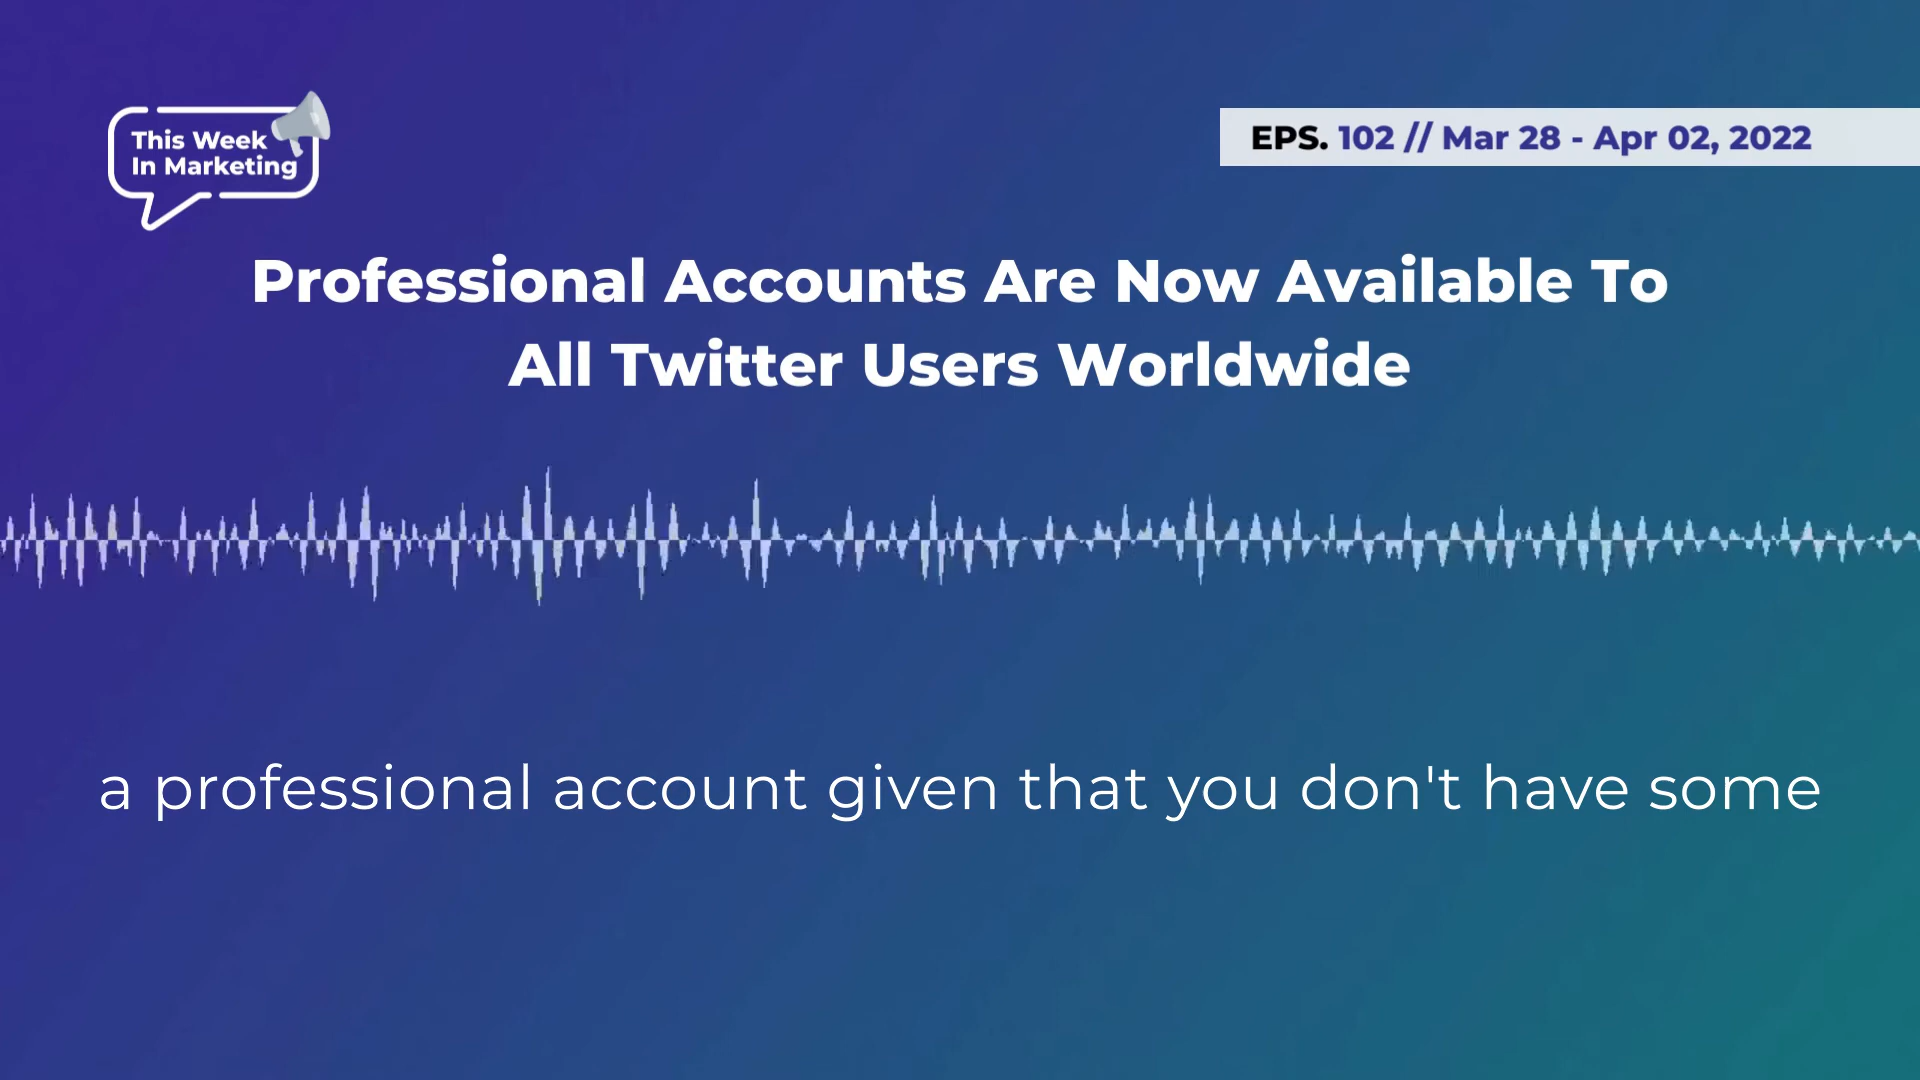 This Week
In Marketing
EPS. 102 // Mar 28 - Apr 02, 2022
Professional Accounts Are Now Available To
All Twitter Users Worldwide
a professional account given that you don't have some